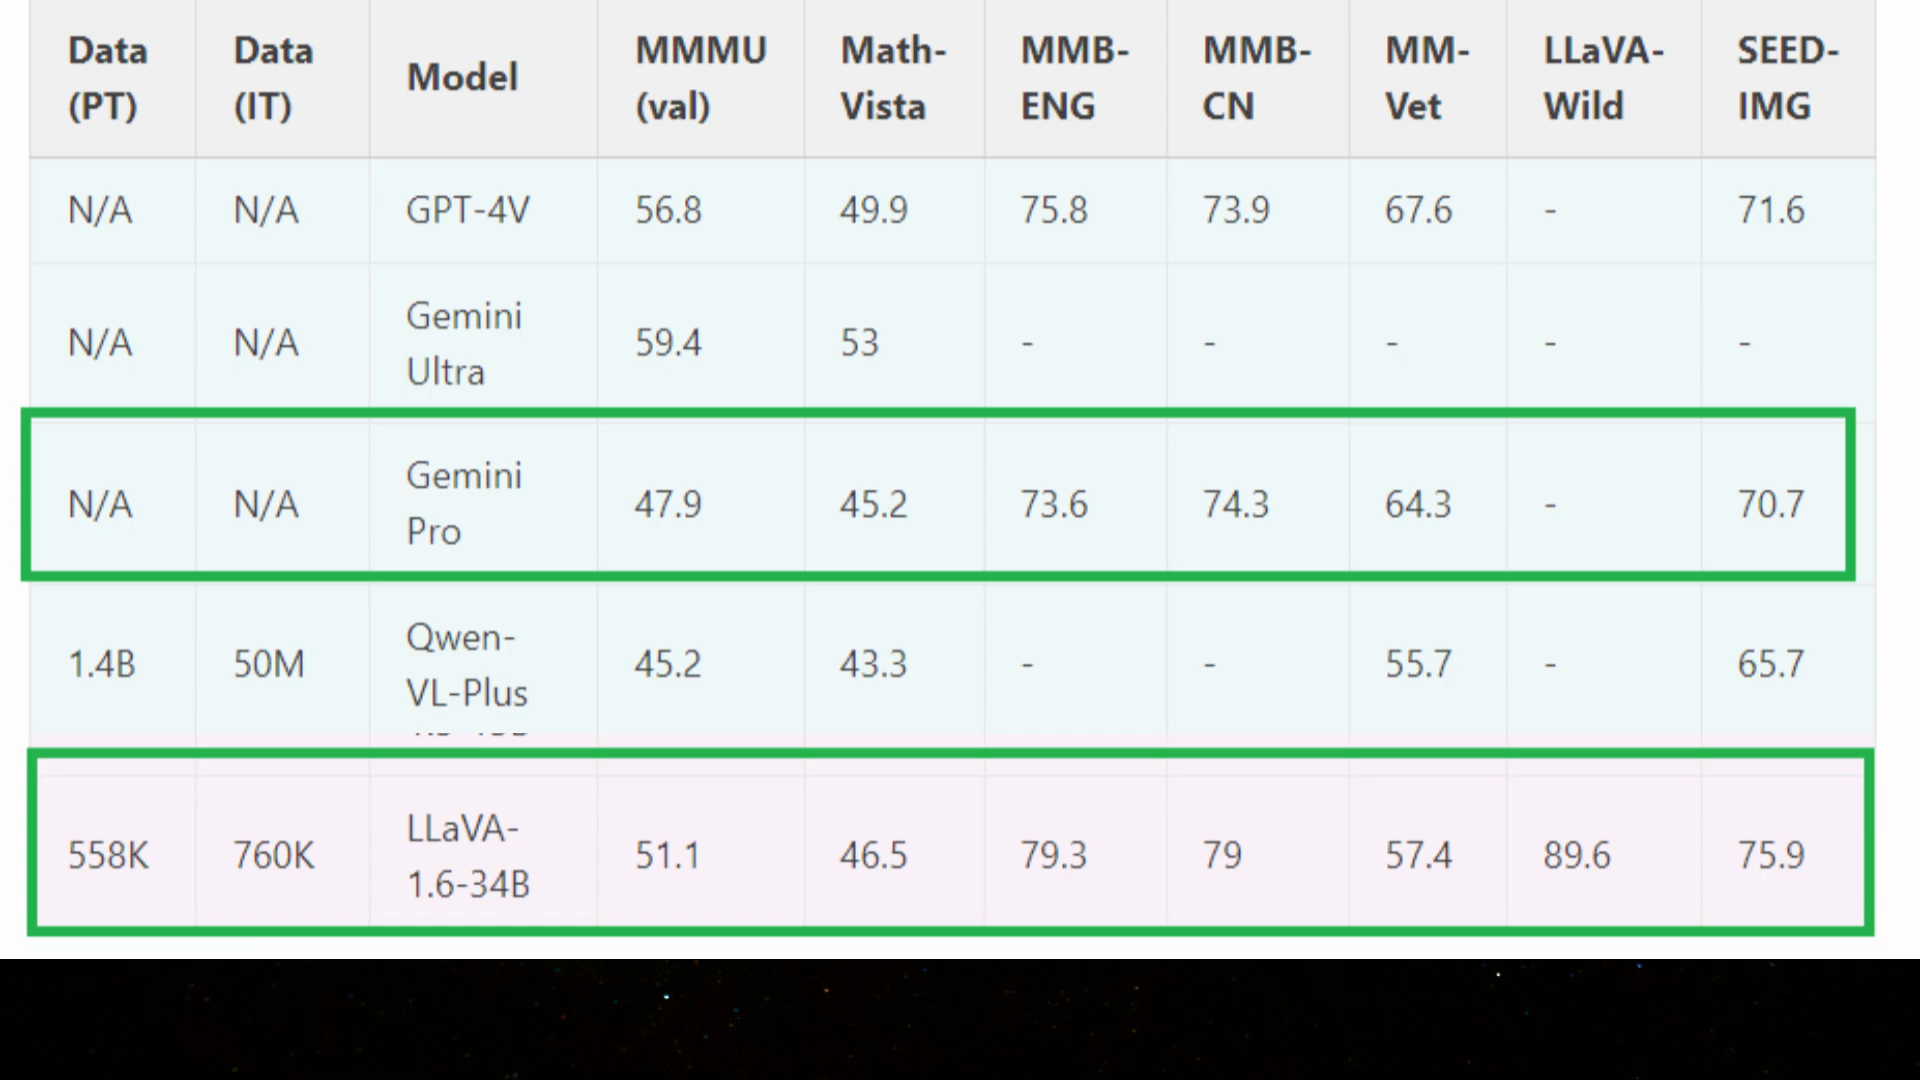 Data (PT) Data (IT) Model MMMU (val) Math-Vista MMB-ENG MMB-CN MM-Vet LLaVA-Wild SEED-IMG
N/A N/A GPT-4V 56.8 49.9 75.8 73.9 67.6 - 71.6
N/A N/A Gemini Ultra 59.4 53 - - - - -
N/A N/A Gemini Pro 47.9 45.2 73.6 74.3 64.3 - 70.7
1.4B 50M Qwen-VL-Plus 45.2 43.3 - - 55.7 - 65.7
558K 760K LLaVA-1.6-34B 51.1 46.5 79.3 79 57.4 89.6 75.9